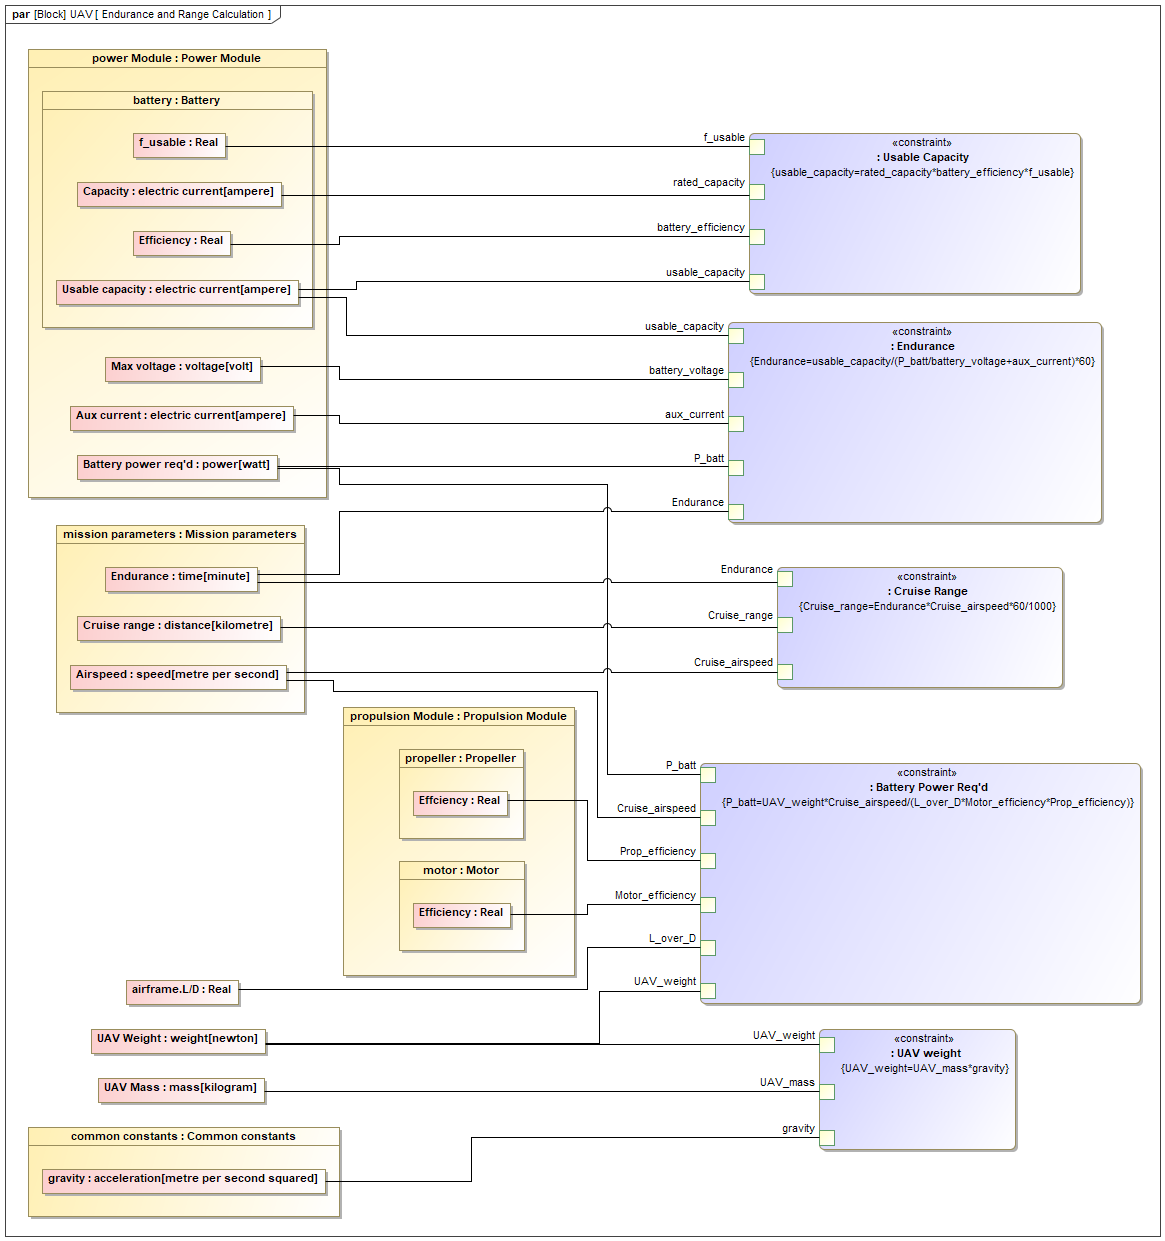 par [Block] UAV [ Endurance and Range Calculation ]
power Module : Power Module
battery : Battery
f_usable : Real
Capacity : electric current[ampere]
Efficiency : Real
Usable capacity : electric current[ampere]
Max voltage : voltage[volt]
Aux current : electric current[ampere]
Battery power req'd : power[watt]
f_usable
rated_capacity
battery_efficiency
usable_capacity
«constraint»
: Usable Capacity
{usable_capacity=rated_capacity*battery_efficiency*f_usable}
usable_capacity
battery_voltage
aux_current
P_batt
Endurance
«constraint»
: Endurance
{Endurance=usable_capacity/(P_batt/battery_voltage+aux_current)*60}
mission parameters : Mission parameters
Endurance : time[minute]
Cruise range : distance[kilometre]
Airspeed : speed[metre per second]
Endurance
Cruise_range
Cruise_airspeed
«constraint»
: Cruise Range
{Cruise_range=Endurance*Cruise_airspeed*60/1000}
propulsion Module : Propulsion Module
propeller : Propeller
Effciency : Real
motor : Motor
Efficiency : Real
P_batt
Cruise_airspeed
Prop_efficiency
Motor_efficiency
L_over_D
UAV_weight
«constraint»
: Battery Power Req'd
{P_batt=UAV_weight*Cruise_airspeed/(L_over_D*Motor_efficiency*Prop_efficiency)}
airframe.L/D : Real
UAV Weight : weight[newton]
UAV Mass : mass[kilogram]
UAV_weight
UAV_mass
gravity
«constraint»
: UAV weight
{UAV_weight=UAV_mass*gravity}
common constants : Common constants
gravity : acceleration[metre per second squared]